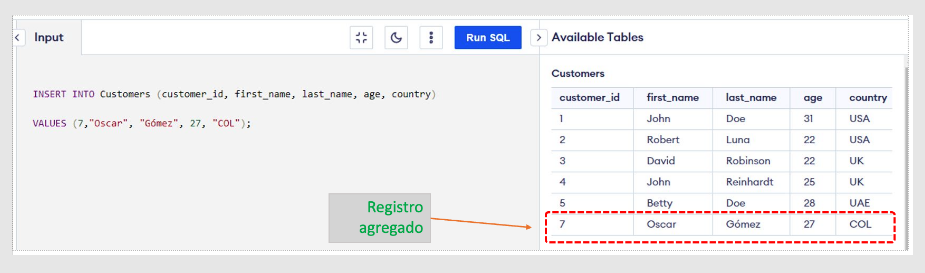 Input
Run SQL
Available Tables
INSERT INTO Customers (customer_id, first_name, last_name, age, country)
VALUES (7,"Oscar", "Gómez", 27, "COL");
Registro
agregado
Customers
customer_id first_name last_name age country
1 John Doe 31 USA
2 Robert Luna 22 USA
3 David Robinson 22 UK
4 John Reinhardt 25 UK
5 Betty Doe 28 UAE
7 Oscar Gómez 27 COL